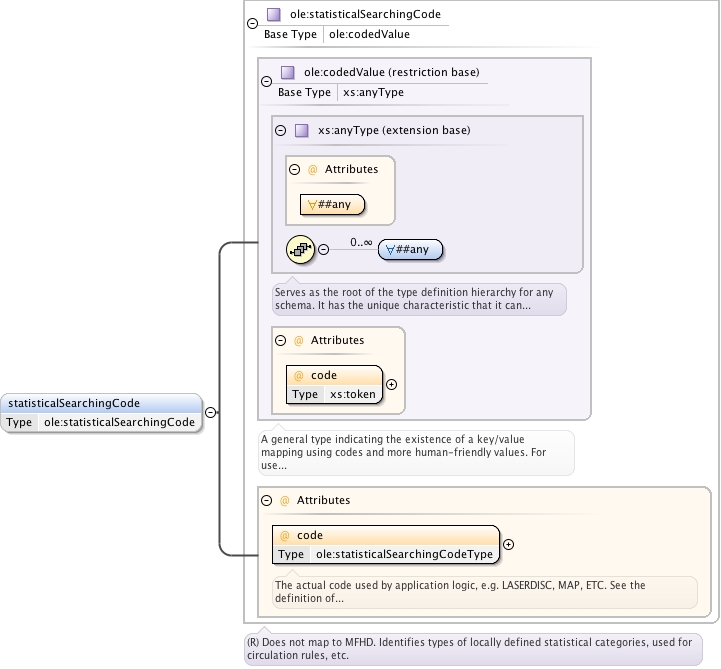 ole:statisticalSearchingCode
Base Type ole:codedValue
ole:codedValue (restriction base)
Base Type xs:anyType
xs:anyType (extension base)
@ Attributes
∀##any
0..∞ ∀##any
Serves as the root of the type definition hierarchy for any
schema. It has the unique characteristic that it can...
@ Attributes
@ code
Type xs:token
statisticalSearchingCode
Type ole:statisticalSearchingCode
A general type indicating the existence of a key/value
mapping using codes and more human-friendly values. For
use...
@ Attributes
@ code
Type ole:statisticalSearchingCodeType
The actual code used by application logic, e.g. LASERDISC, MAP, ETC. See the
definition of...
(R) Does not map to MFHD. Identifies types of locally defined statistical categories, used for
circulation rules, etc.